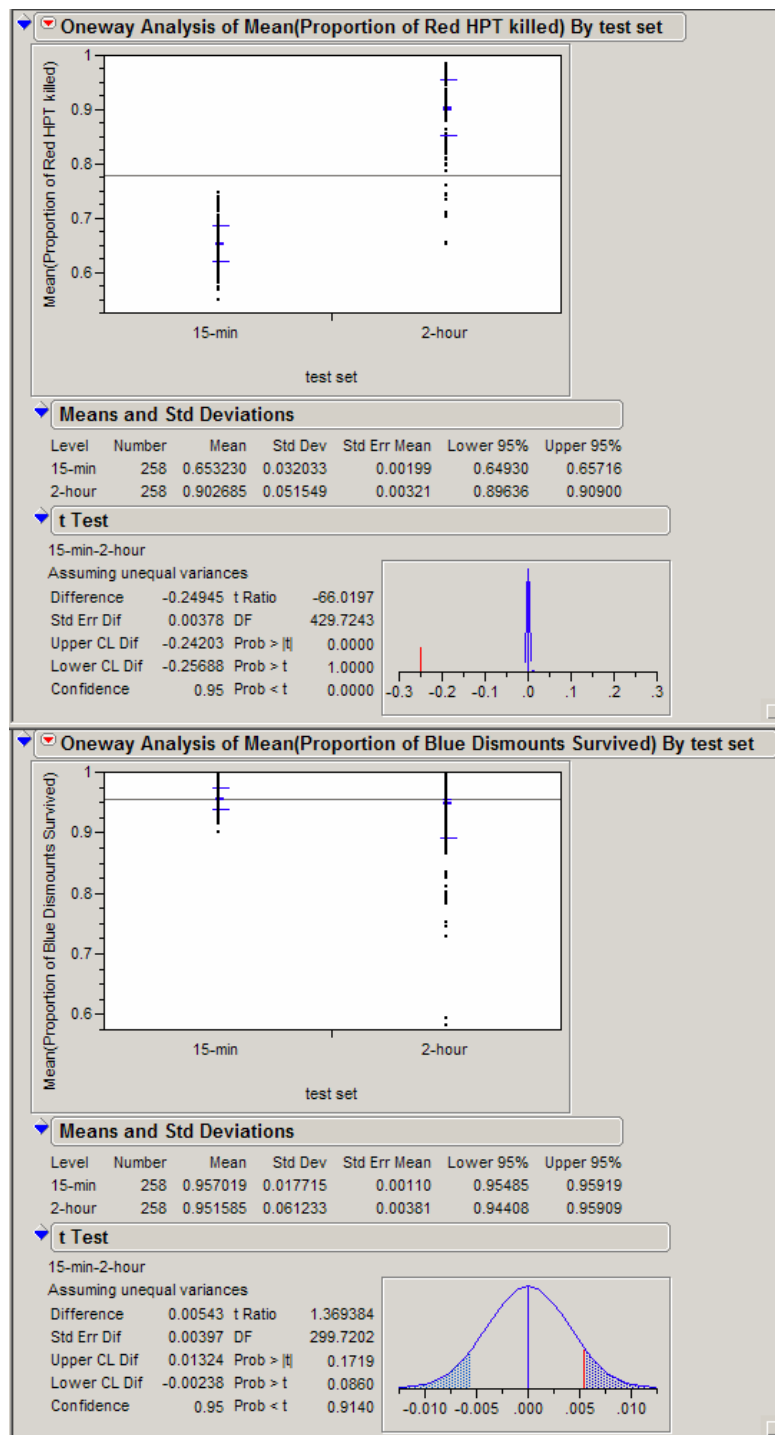 Oneway Analysis of Mean(Proportion of Red HPT killed) By test set
Mean(Proportion of Red HPT killed)
1
0.9
0.8
0.7
0.6
15-min 2-hour
test set
Means and Std Deviations
Level Number Mean Std Dev Std Err Mean Lower 95% Upper 95%
15-min 258 0.653230 0.032033 0.00199 0.64930 0.65716
2-hour 258 0.902685 0.051549 0.00321 0.89636 0.90900
t Test
15-min-2-hour
Assuming unequal variances
Difference -0.24945 t Ratio -66.0197
Std Err Dif 0.00378 DF 429.7243
Upper CL Dif -0.24203 Prob > |t| 0.0000
Lower CL Dif -0.25688 Prob > t 1.0000
Confidence 0.95 Prob < t 0.0000
-0.3 -0.2 -0.1 .0 .1 .2 .3
Oneway Analysis of Mean(Proportion of Blue Dismounts Survived) By test set
Mean(Proportion of Blue Dismounts Survived)
1
0.9
0.8
0.7
0.6
15-min 2-hour
test set
Means and Std Deviations
Level Number Mean Std Dev Std Err Mean Lower 95% Upper 95%
15-min 258 0.957019 0.017715 0.00110 0.95485 0.95919
2-hour 258 0.951585 0.061233 0.00381 0.94408 0.95909
t Test
15-min-2-hour
Assuming unequal variances
Difference 0.00543 t Ratio 1.369384
Std Err Dif 0.00397 DF 299.7202
Upper CL Dif 0.01324 Prob > |t| 0.1719
Lower CL Dif -0.00238 Prob > t 0.0860
Confidence 0.95 Prob < t 0.9140
-0.010 -0.005 .000 .005 .010